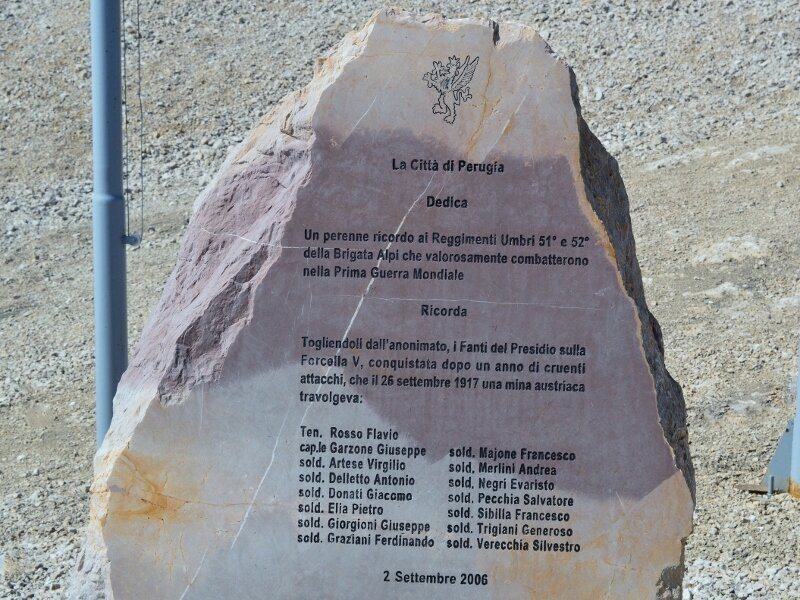 La Città di Perugia
Dedica
Un perenne ricordo ai Reggimenti Umbri 51° e 52°
della Brigata Alpi che valorosamente combatterono
nella Prima Guerra Mondiale
Ricorda
Togliendoli dall'anonimato, i Fanti del Presidio sulla
Forcella V, conquistata dopo un anno di cruenti
attacchi, che il 26 settembre 1917 una mina austriaca
travolgeva:
Ten. Rosso Flavio
cap.le Garzone Giuseppe
sold. Artese Virgilio
sold. Delletto Antonio
sold. Donati Giacomo
sold. Elia Pietro
sold. Giorgioni Giuseppe
sold. Graziani Ferdinando
sold. Majone Francesco
sold. Merlini Andrea
sold. Negri Evaristo
sold. Pecchia Salvatore
sold. Sibilla Francesco
sold. Trigiani Generoso
sold. Verecchia Silvestro
2 Settembre 2006